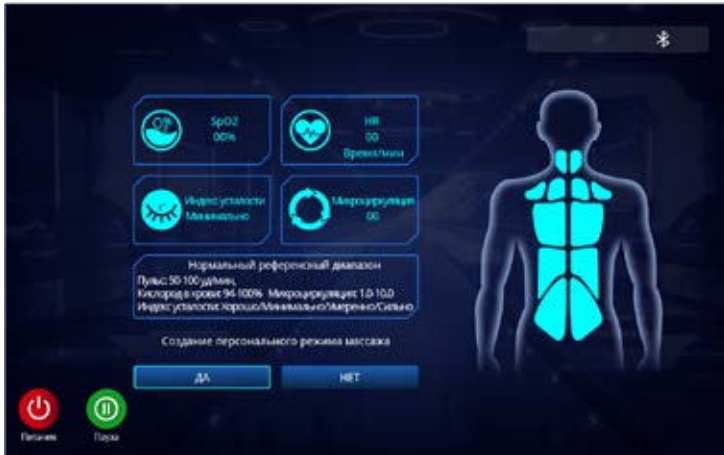 SpO2
00%
HR
00
Время/мин
Индекс усталости
Минимально
Микроциркуляция
00
Нормальный референсный диапазон
Пульс: 50-100 уд/мин,
Кислород в крови: 94-100% Микроциркуляция: 1.0-10.0
Индекс усталости: Хорошо/Минимально/Умеренно/Сильно
Создание персонального режима массажа
ДА
НЕТ
Питание
Пауза